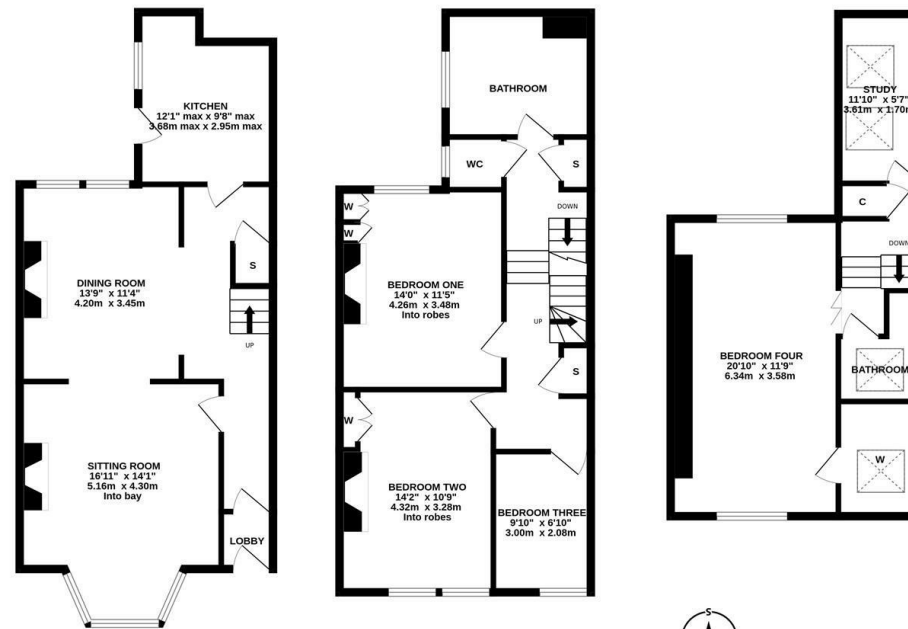 KITCHEN
12'1" max x 9'8" max
3.68m max x 2.95m max
DINING ROOM
13'9" x 11'4"
4.20m x 3.45m
S
UP
SITTING ROOM
16'11" x 14'1"
5.16m x 4.30m
Into bay
LOBBY
BATHROOM
WC
S
W
W
DOWN
BEDROOM ONE
14'0" x 11'5"
4.26m x 3.48m
Into robes
UP
S
W
BEDROOM TWO
14'2" x 10'9"
4.32m x 3.28m
Into robes
BEDROOM THREE
9'10" x 6'10"
3.00m x 2.08m
STUDY
11'10" x 5'7"
3.61m x 1.70m
C
DOWN
BEDROOM FOUR
20'10" x 11'9"
6.34m x 3.58m
BATHROOM
W
S